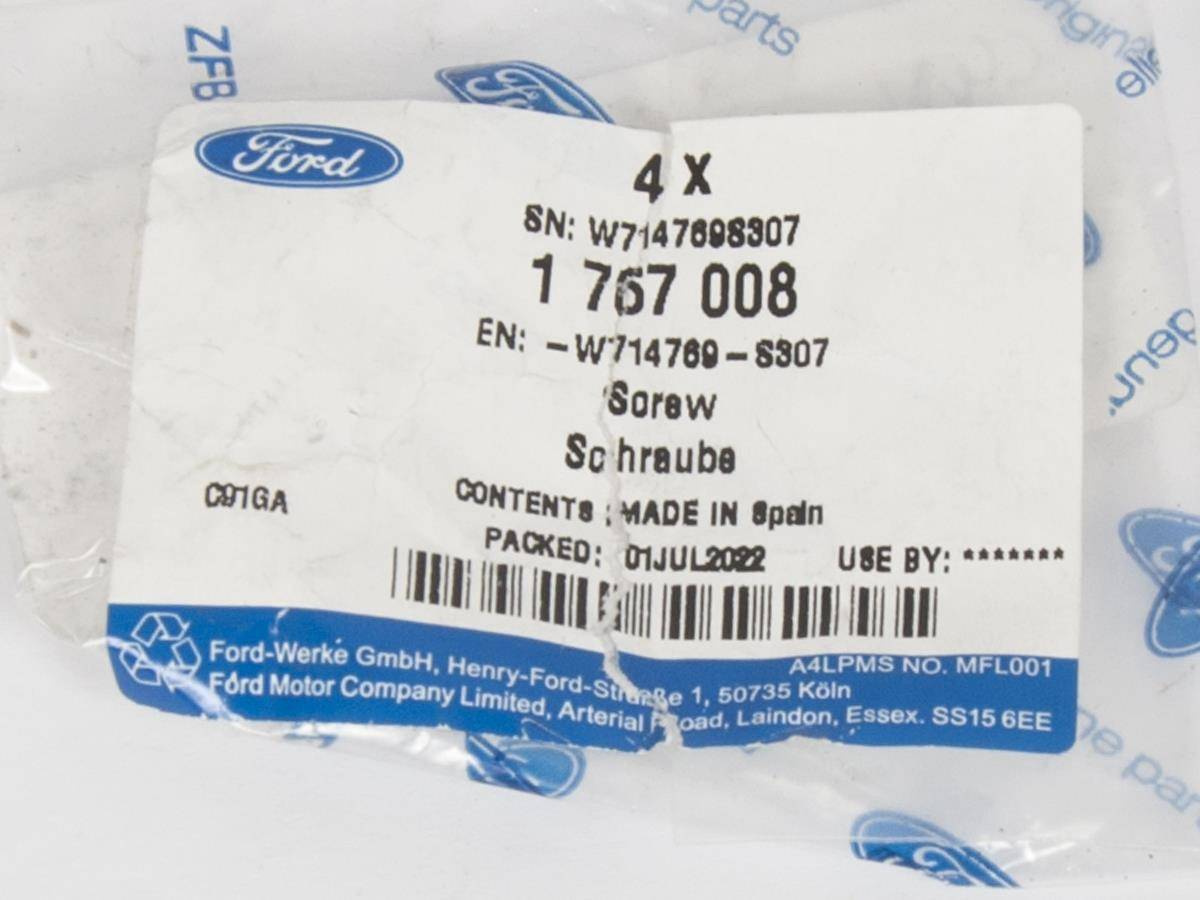 parts
original
ZFB
Ford
4 X
SN: W714769S307
1 767 008
EN: -W714769-S307
Screw
Schraube
C91GA
CONTENTS : MADE IN Spain
PACKED: 01JUL2022 USE BY: *******
A4LPMS NO. MFL001
Ford-Werke GmbH, Henry-Ford-Straße 1, 50735 Köln
Ford Motor Company Limited, Arterial Road, Laindon, Essex. SS15 6EE